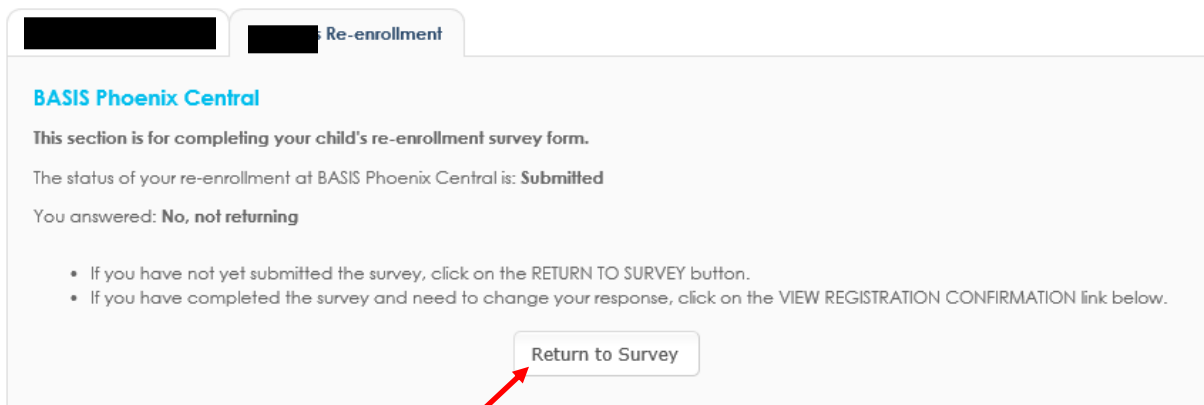 s Re-enrollment
BASIS Phoenix Central
This section is for completing your child's re-enrollment survey form.
The status of your re-enrollment at BASIS Phoenix Central is: Submitted
You answered: No, not returning
• If you have not yet submitted the survey, click on the RETURN TO SURVEY button.
• If you have completed the survey and need to change your response, click on the VIEW REGISTRATION CONFIRMATION link below.
Return to Survey